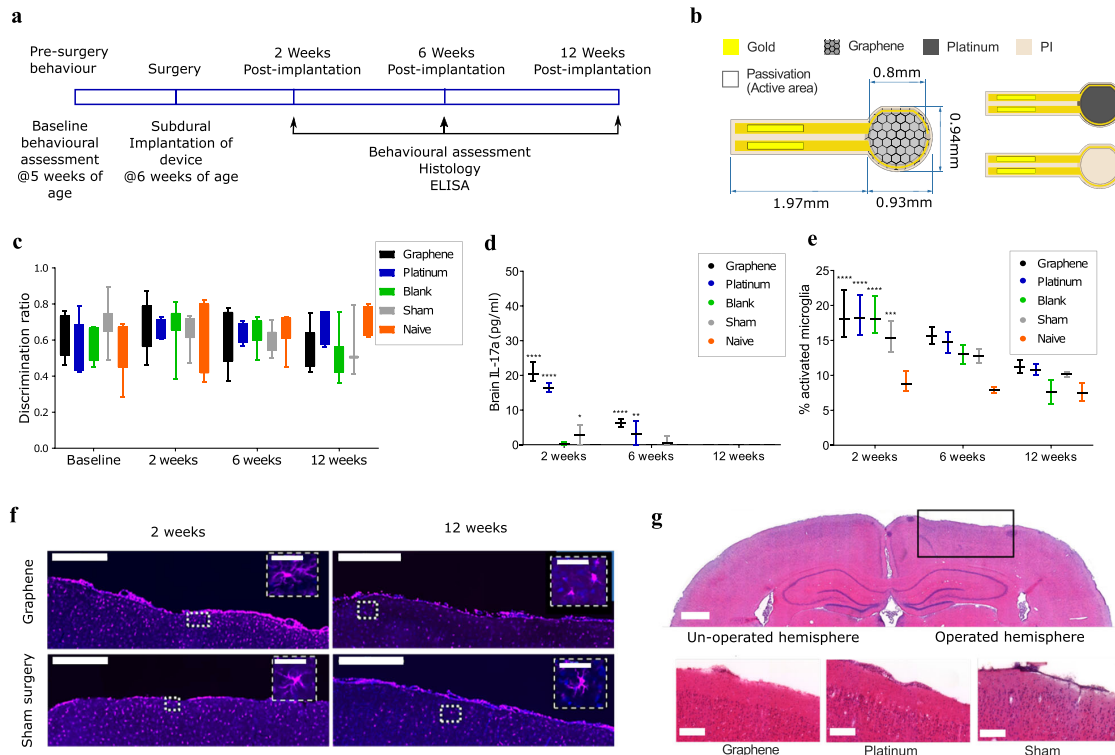 a
Pre-surgery
behaviour
Surgery
2 Weeks
Post-implantation
6 Weeks
Post-implantation
12 Weeks
Post-implantation
Baseline
behavioural
assessment
@5 weeks of
age
Subdural
Implantation of
device
@6 weeks of age
Behavioural assessment
Histology
ELISA
b
Gold
Graphene
Platinum
PI
Passivation
(Active area)
0.8mm
0.94mm
1.97mm
0.93mm
c
Discrimination ratio
1.0
0.8
0.6
0.4
0.2
0.0
Baseline
2 weeks
6 weeks
12 weeks
Graphene
Platinum
Blank
Sham
Naive
d
Brain IL-17a (pg/ml)
50
40
30
20
10
0
****
****
*
****
**
2 weeks
6 weeks
12 weeks
Graphene
Platinum
Blank
Sham
Naive
e
% activated microglia
25
20
15
10
5
0
****
****
****
***
2 weeks
6 weeks
12 weeks
Graphene
Platinum
Blank
Sham
Naive
f
2 weeks
12 weeks
Graphene
Sham surgery
g
Un-operated hemisphere
Operated hemisphere
Graphene
Platinum
Sham